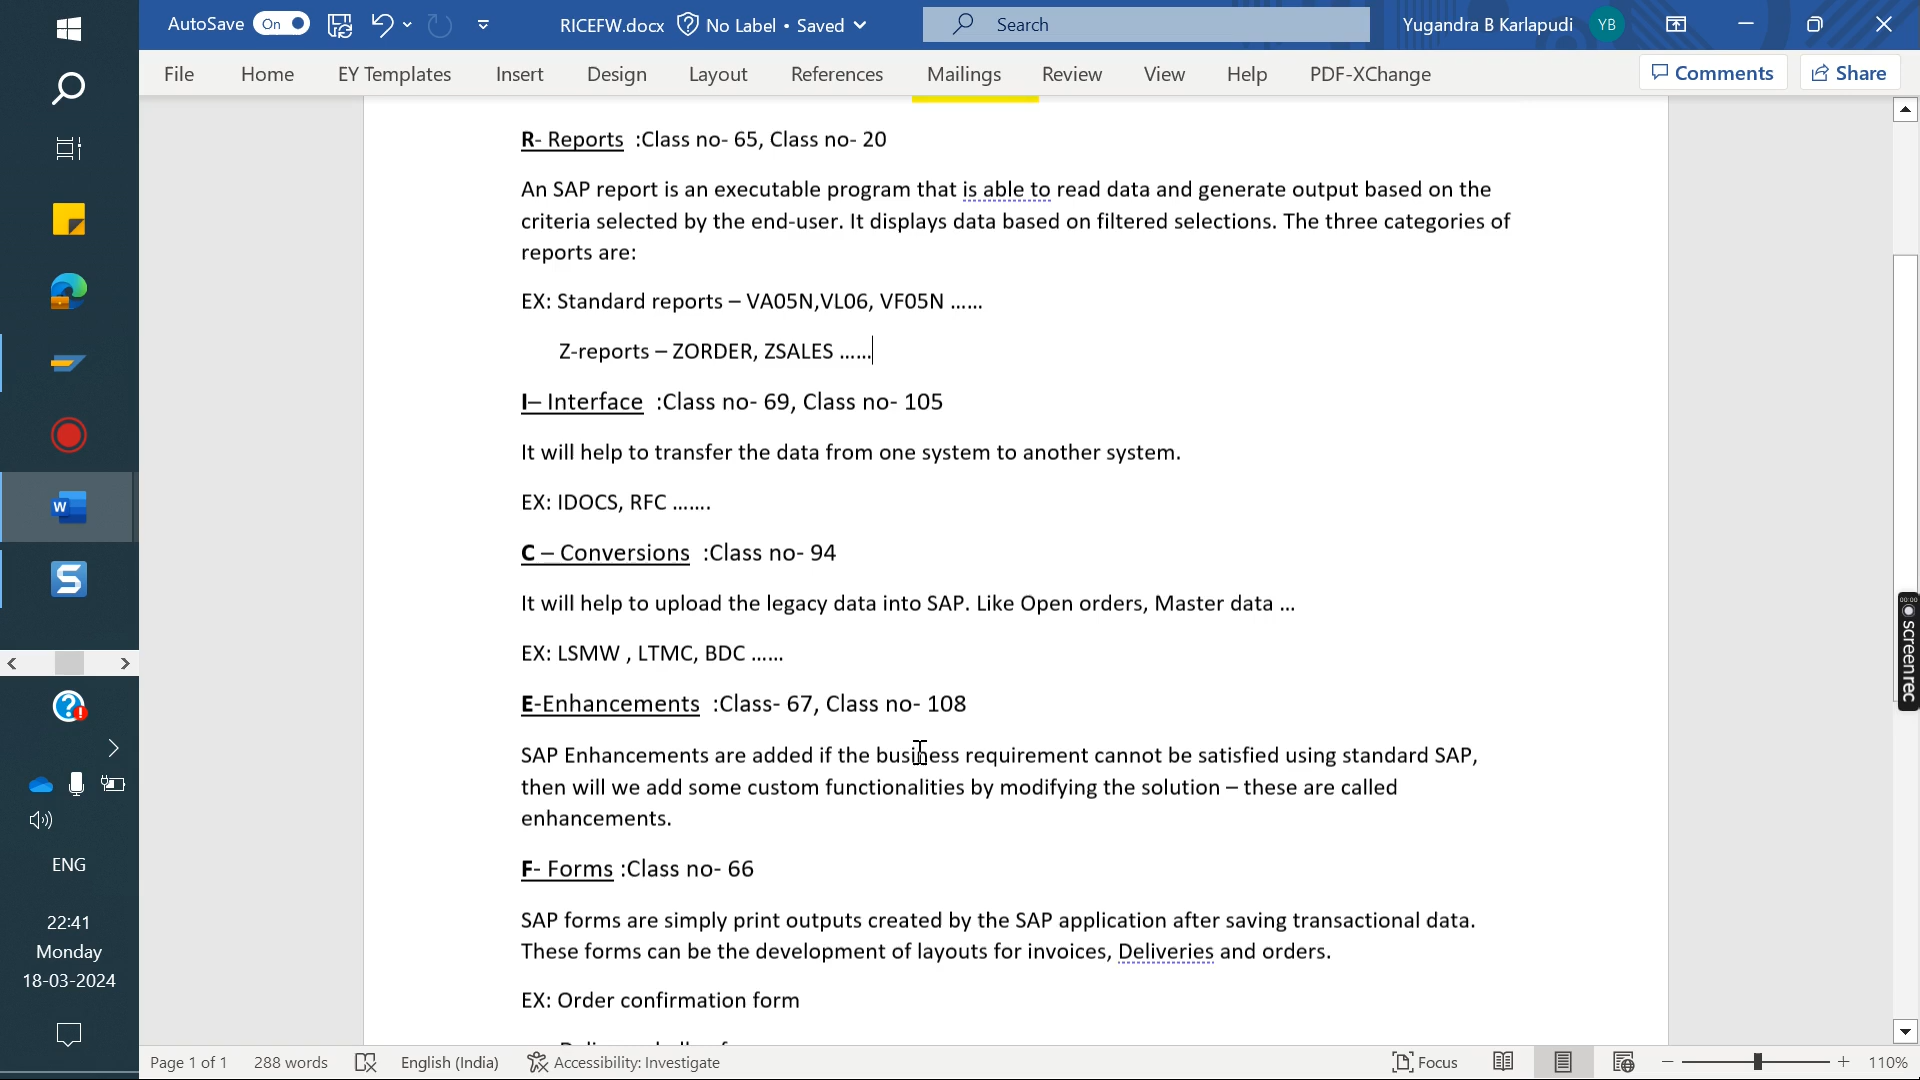 AutoSave On RICEFW.docx No Label • Saved Search Yugandra B Karlapudi YB
File Home EY Templates Insert Design Layout References Mailings Review View Help PDF-XChange Comments Share
R- Reports :Class no- 65, Class no- 20
An SAP report is an executable program that is able to read data and generate output based on the
criteria selected by the end-user. It displays data based on filtered selections. The three categories of
reports are:
EX: Standard reports – VA05N,VL06, VF05N ......
Z-reports – ZORDER, ZSALES ......
I– Interface :Class no- 69, Class no- 105
It will help to transfer the data from one system to another system.
EX: IDOCS, RFC .......
C – Conversions :Class no- 94
It will help to upload the legacy data into SAP. Like Open orders, Master data ...
EX: LSMW , LTMC, BDC ......
E-Enhancements :Class- 67, Class no- 108
SAP Enhancements are added if the business requirement cannot be satisfied using standard SAP,
then will we add some custom functionalities by modifying the solution – these are called
enhancements.
F- Forms :Class no- 66
SAP forms are simply print outputs created by the SAP application after saving transactional data.
These forms can be the development of layouts for invoices, Deliveries and orders.
EX: Order confirmation form
W
S
ENG
22:41
Monday
18-03-2024
00:00
screenrec
Page 1 of 1 288 words English (India) Accessibility: Investigate Focus 110%